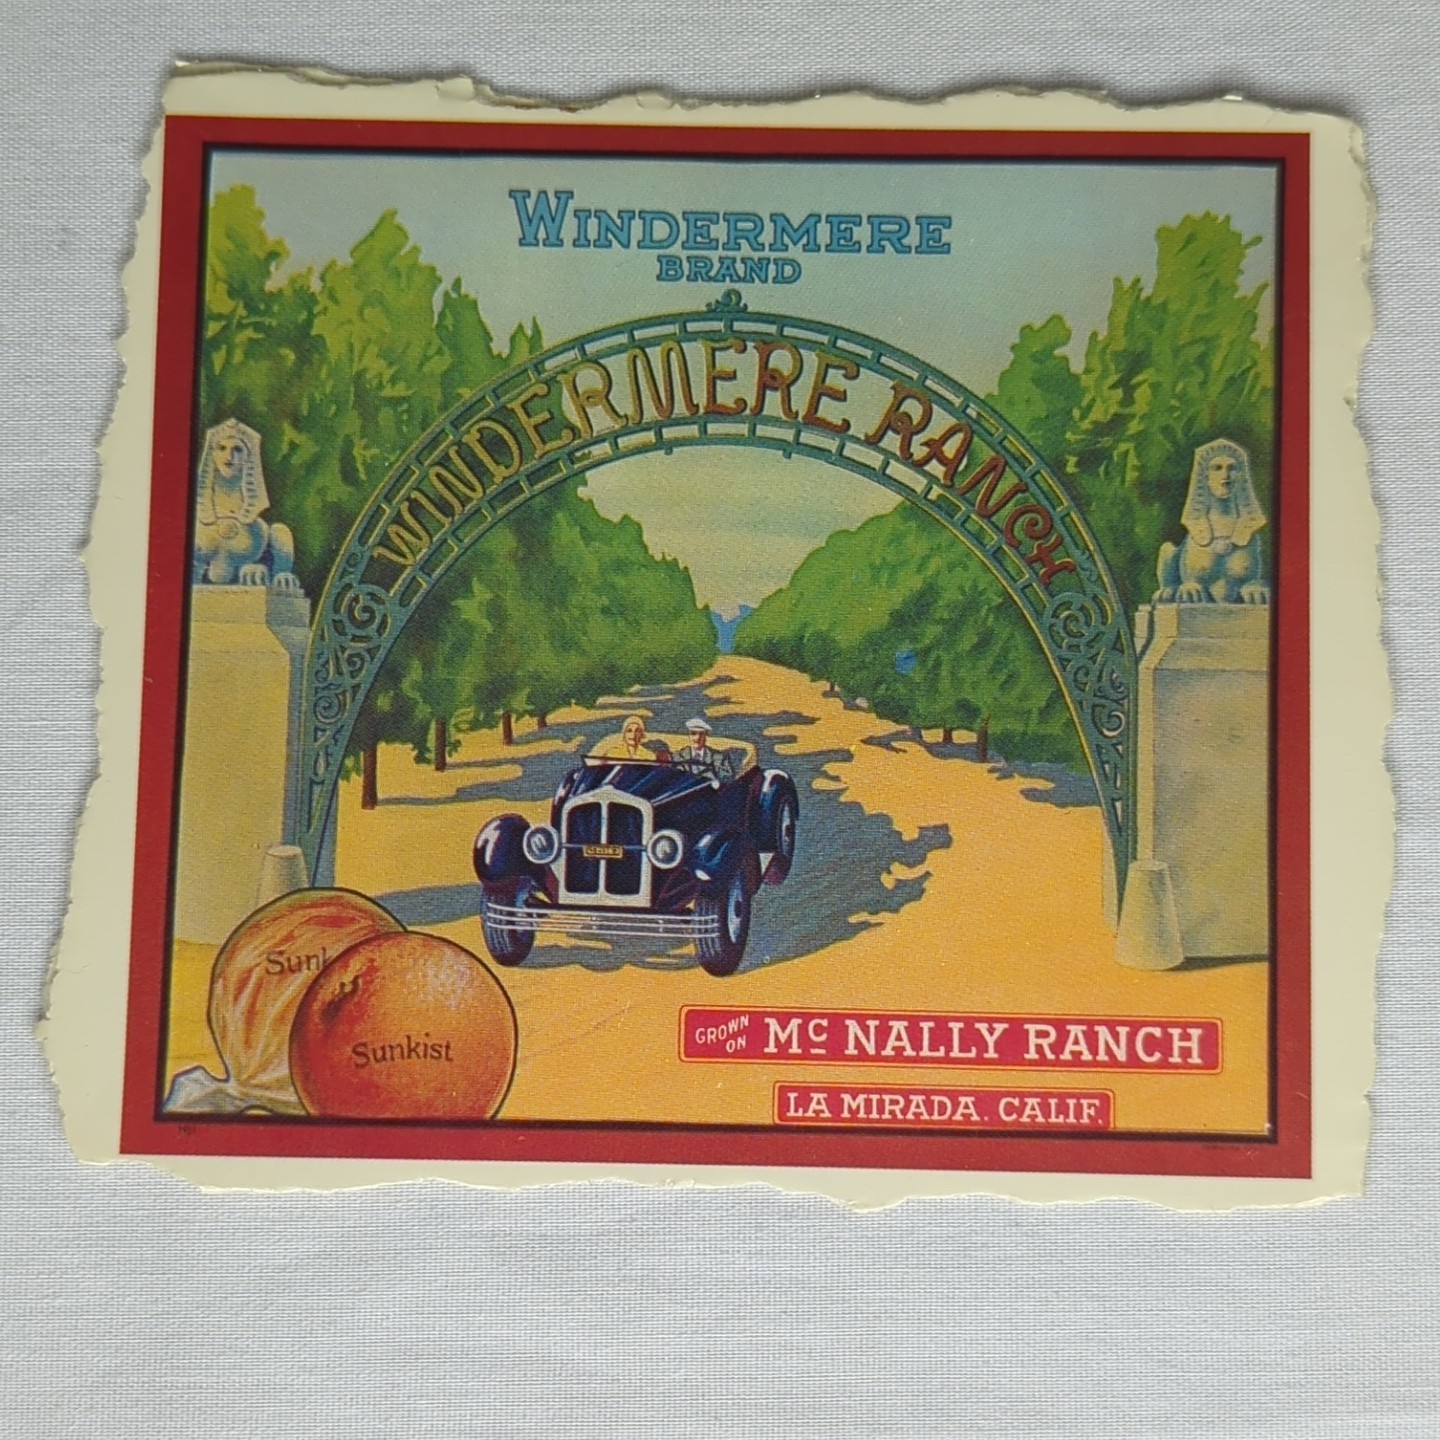 WINDERMERE
BRAND
WINDERMERE RANCH
Sunkist
GROWN
ON
Mc NALLY RANCH
LA MIRADA. CALIF.